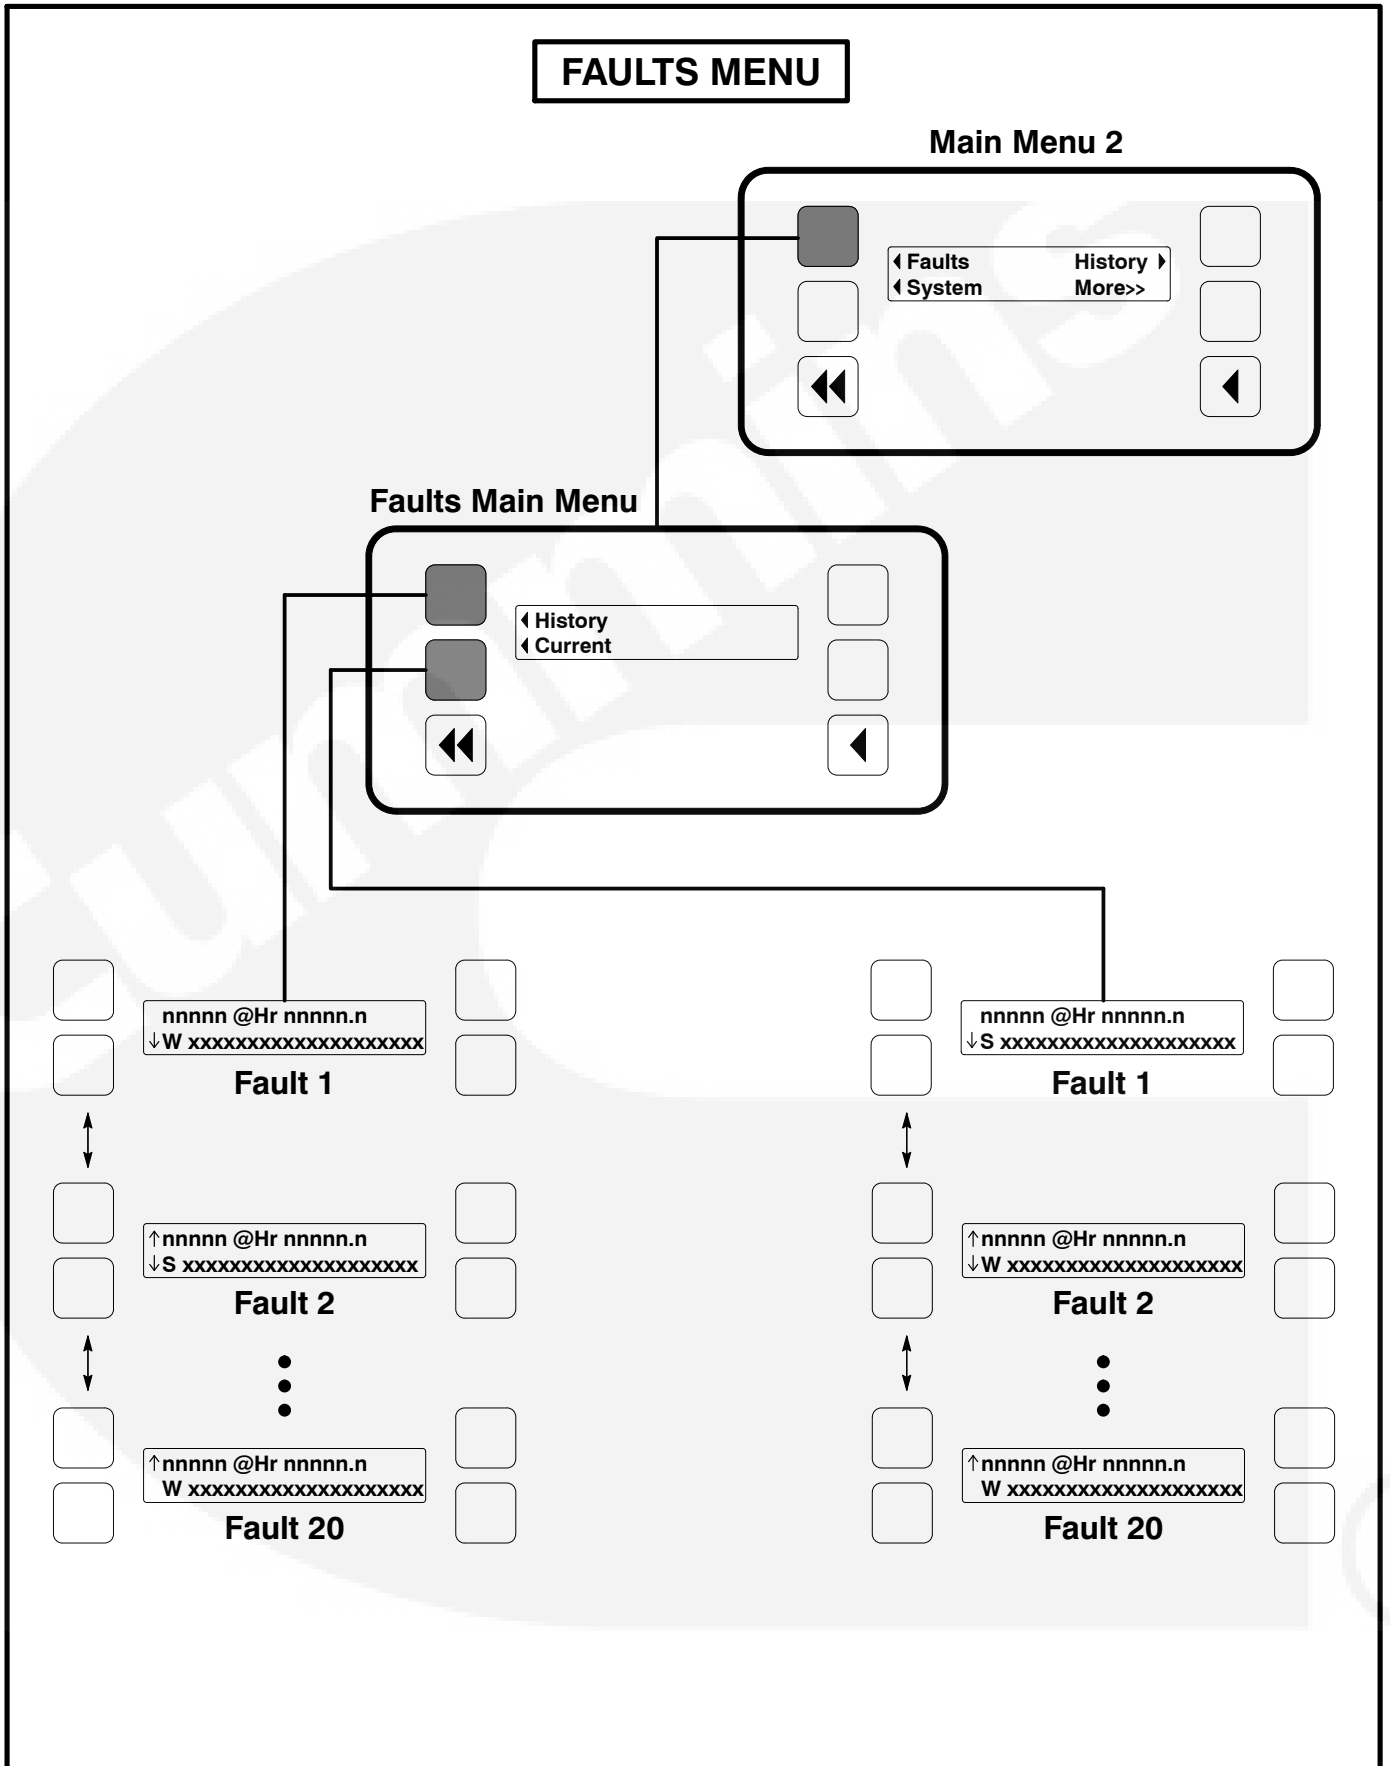 FAULTS MENU
Main Menu 2
Faults History
System More>>
Faults Main Menu
History
Current
nnnnn @Hr nnnnn.n
↓W xxxxxxxxxxxxxxxxxxxx
Fault 1
nnnnn @Hr nnnnn.n
↓S xxxxxxxxxxxxxxxxxxxx
Fault 1
↑nnnnn @Hr nnnnn.n
↓S xxxxxxxxxxxxxxxxxxxx
Fault 2
↑nnnnn @Hr nnnnn.n
↓W xxxxxxxxxxxxxxxxxxxx
Fault 2
↑nnnnn @Hr nnnnn.n
W xxxxxxxxxxxxxxxxxxxx
Fault 20
↑nnnnn @Hr nnnnn.n
W xxxxxxxxxxxxxxxxxxxx
Fault 20
Cummins